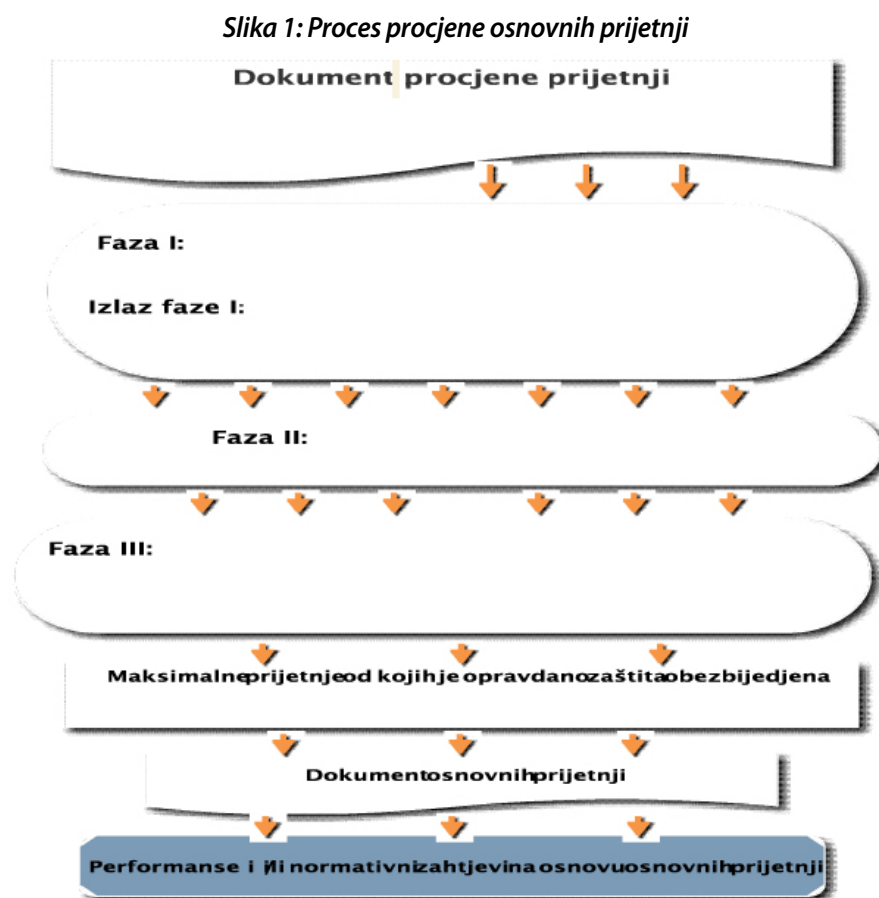 Slika 1: Proces procjene osnovnih prijetnji
Dokument procjene prijetnji
Faza I:
Izlaz faze I:
Faza II:
Faza III:
Maksimalne prijetnje od kojih je opravdano zaštita obezbijedjena
Dokument osnovnih prijetnji
Performanse i /ili normativni zahtjevi na osnovu osnovnih prijetnji